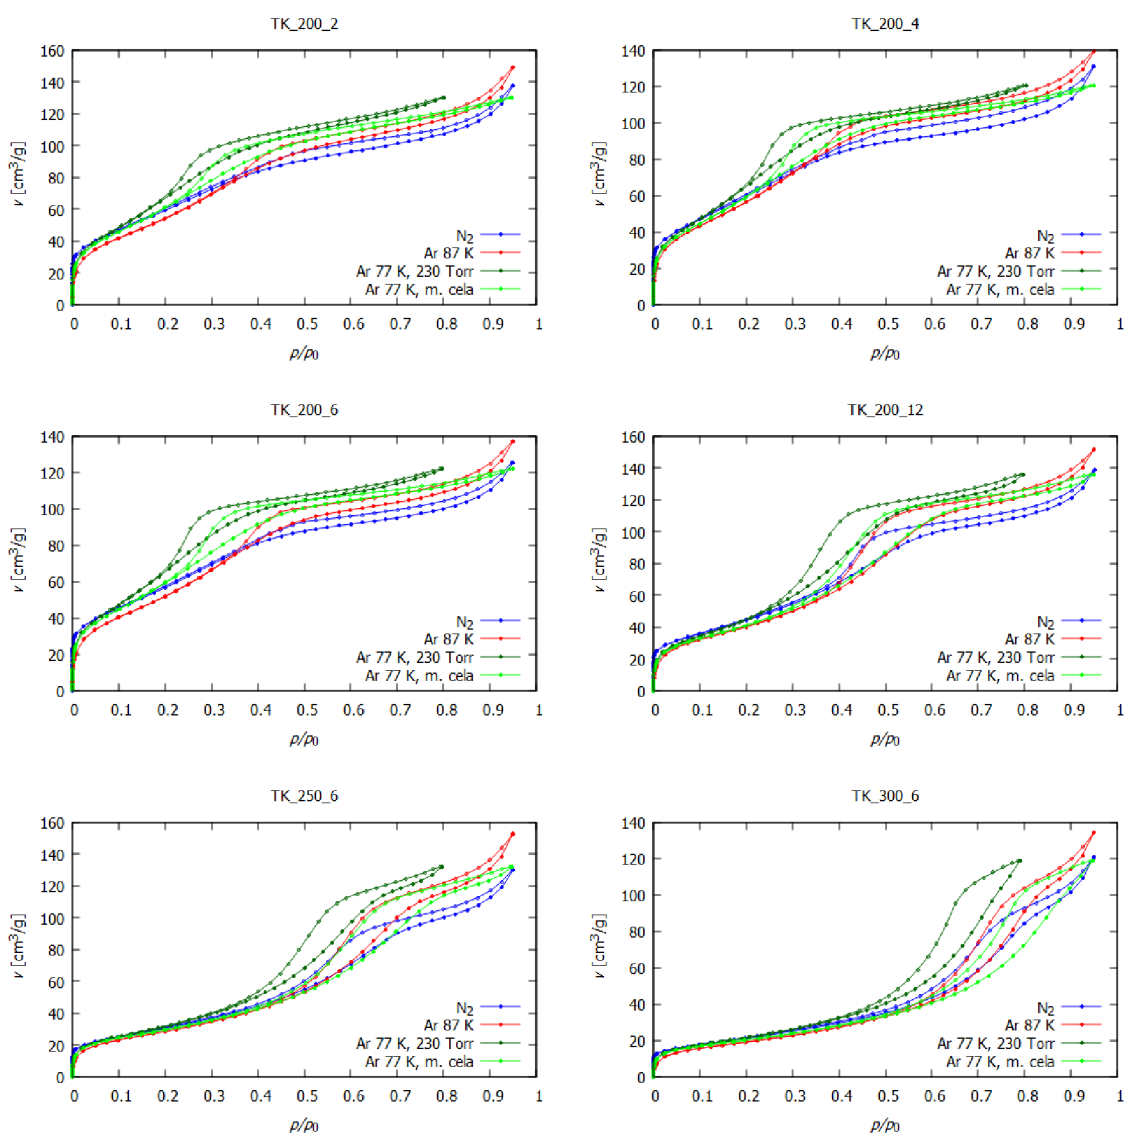 TK_200_2
160
140
120
100
80
60
40
20
0
v [cm³/g]
N₂
Ar 87 K
Ar 77 K, 230 Torr
Ar 77 K, m. cela
0 0.1 0.2 0.3 0.4 0.5 0.6 0.7 0.8 0.9 1
p/p₀
TK_200_4
140
120
100
80
60
40
20
0
v [cm³/g]
N₂
Ar 87 K
Ar 77 K, 230 Torr
Ar 77 K, m. cela
0 0.1 0.2 0.3 0.4 0.5 0.6 0.7 0.8 0.9 1
p/p₀
TK_200_6
140
120
100
80
60
40
20
0
v [cm³/g]
N₂
Ar 87 K
Ar 77 K, 230 Torr
Ar 77 K, m. cela
0 0.1 0.2 0.3 0.4 0.5 0.6 0.7 0.8 0.9 1
p/p₀
TK_200_12
160
140
120
100
80
60
40
20
0
v [cm³/g]
N₂
Ar 87 K
Ar 77 K, 230 Torr
Ar 77 K, m. cela
0 0.1 0.2 0.3 0.4 0.5 0.6 0.7 0.8 0.9 1
p/p₀
TK_250_6
160
140
120
100
80
60
40
20
0
v [cm³/g]
N₂
Ar 87 K
Ar 77 K, 230 Torr
Ar 77 K, m. cela
0 0.1 0.2 0.3 0.4 0.5 0.6 0.7 0.8 0.9 1
p/p₀
TK_300_6
140
120
100
80
60
40
20
0
v [cm³/g]
N₂
Ar 87 K
Ar 77 K, 230 Torr
Ar 77 K, m. cela
0 0.1 0.2 0.3 0.4 0.5 0.6 0.7 0.8 0.9 1
p/p₀